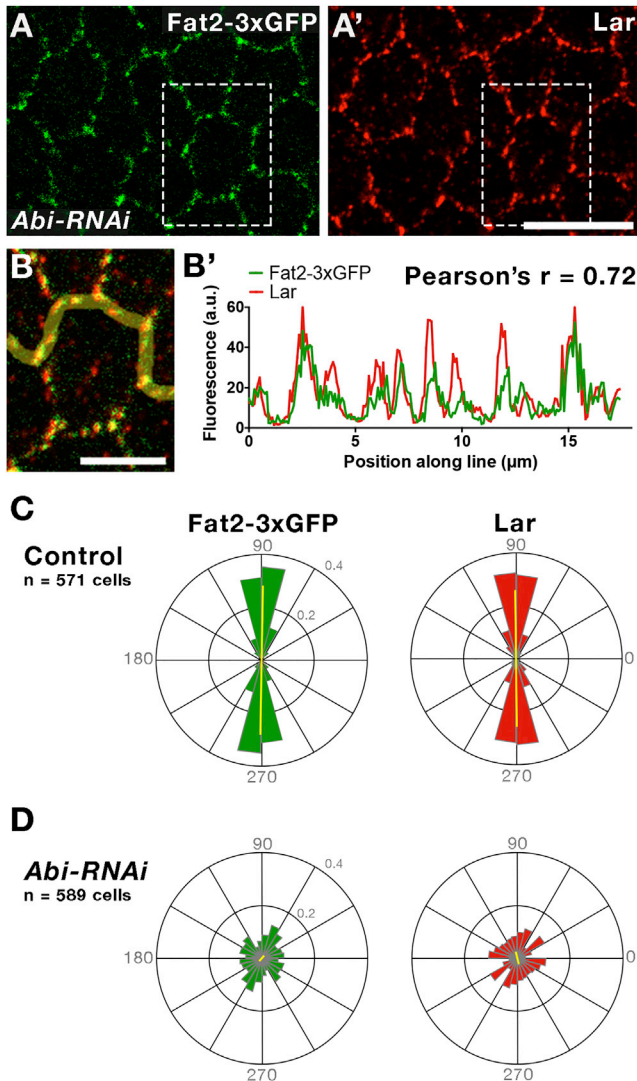 A Fat2-3xGFP
A' Lar
Abi-RNAi
B
B' Fat2-3xGFP Pearson's r = 0.72
Lar
Fluorescence (a.u.)
60
40
20
0
0 5 10 15
Position along line (µm)
C
Control
n = 571 cells
Fat2-3xGFP Lar
90 90
0.4
0.2
180 0
270 270
D
Abi-RNAi
n = 589 cells
90 90
0.4
0.2
180 0
270 270